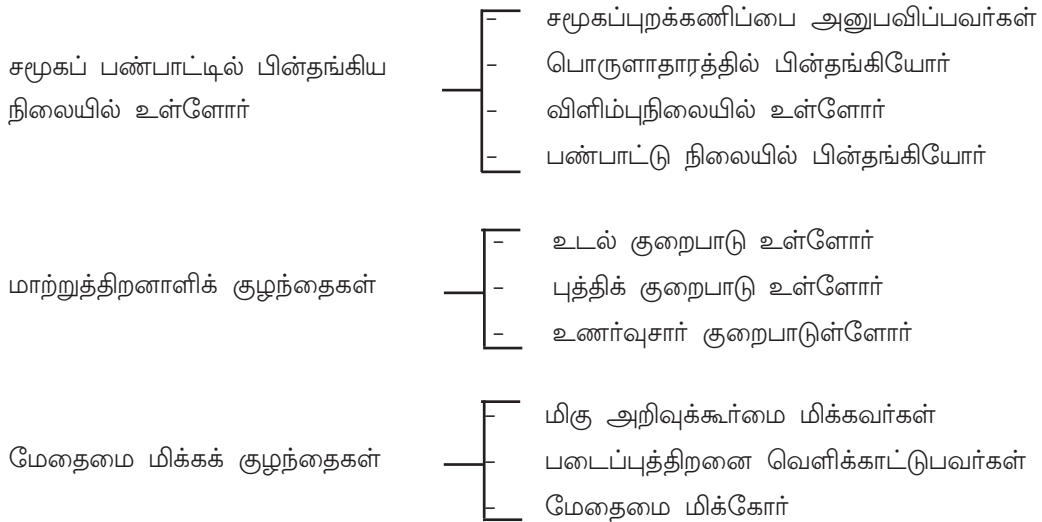 சமூகப் பண்பாட்டில் பின்தங்கிய
நிலையில் உள்ளோர்
– சமூகப்புறக்கணிப்பை அனுபவிப்பவர்கள்
– பொருளாதாரத்தில் பின்தங்கியோர்
– விளிம்புநிலையில் உள்ளோர்
– பண்பாட்டு நிலையில் பின்தங்கியோர்
மாற்றுத்திறனாளிக் குழந்தைகள்
– உடல் குறைபாடு உள்ளோர்
– புத்திக் குறைபாடு உள்ளோர்
– உணர்வுசார் குறைபாடுள்ளோர்
மேதைமை மிக்கக் குழந்தைகள்
– மிகு அறிவுக்கூர்மை மிக்கவர்கள்
– படைப்புத்திறனை வெளிக்காட்டுபவர்கள்
– மேதைமை மிக்கோர்